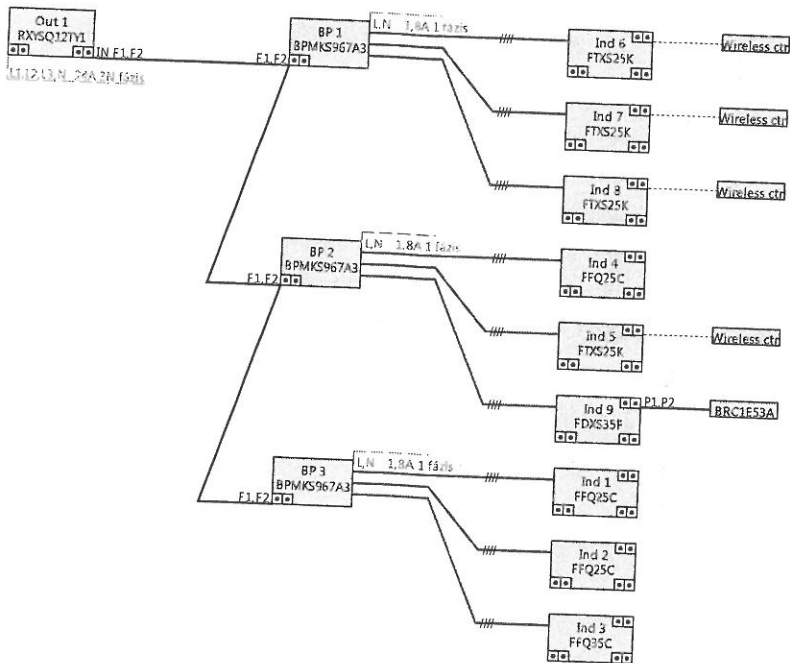 Out 1
RXYSQ12TY1
IN F1,F2
L1,L2,L3,N 24A 3N fázis
BP 1
BPMKS967A3
F1,F2
L,N 1,8A 1 fázis
Ind 6
FTXS25K
Wireless ctr
Ind 7
FTXS25K
Wireless ctr
Ind 8
FTXS25K
Wireless ctr
BP 2
BPMKS967A3
F1,F2
L,N 1,8A 1 fázis
Ind 4
FFQ25C
Ind 5
FTXS25K
Wireless ctr
Ind 9
FDXS35F
P1,P2
BRC1E53A
BP 3
BPMKS967A3
F1,F2
L,N 1,8A 1 fázis
Ind 1
FFQ25C
Ind 2
FFQ25C
Ind 3
FFQ35C